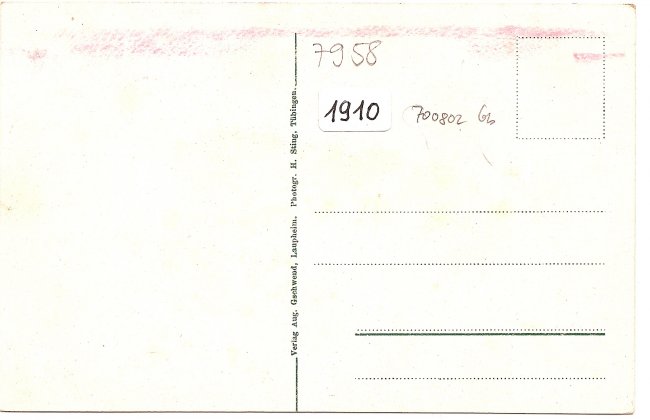 Verlag Aug. Gschwend, Laupheim. Photogr. H. Sting, Tübingen.
7958
1910
700802 Gb